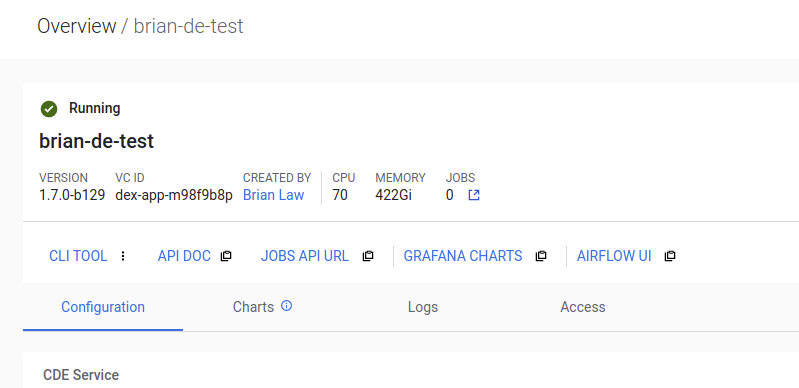 Overview / brian-de-test
Running
brian-de-test
VERSION VC ID CREATED BY CPU MEMORY JOBS
1.7.0-b129 dex-app-m98f9b8p Brian Law 70 422Gi 0
CLI TOOL API DOC JOBS API URL GRAFANA CHARTS AIRFLOW UI
Configuration Charts Logs Access
CDE Service